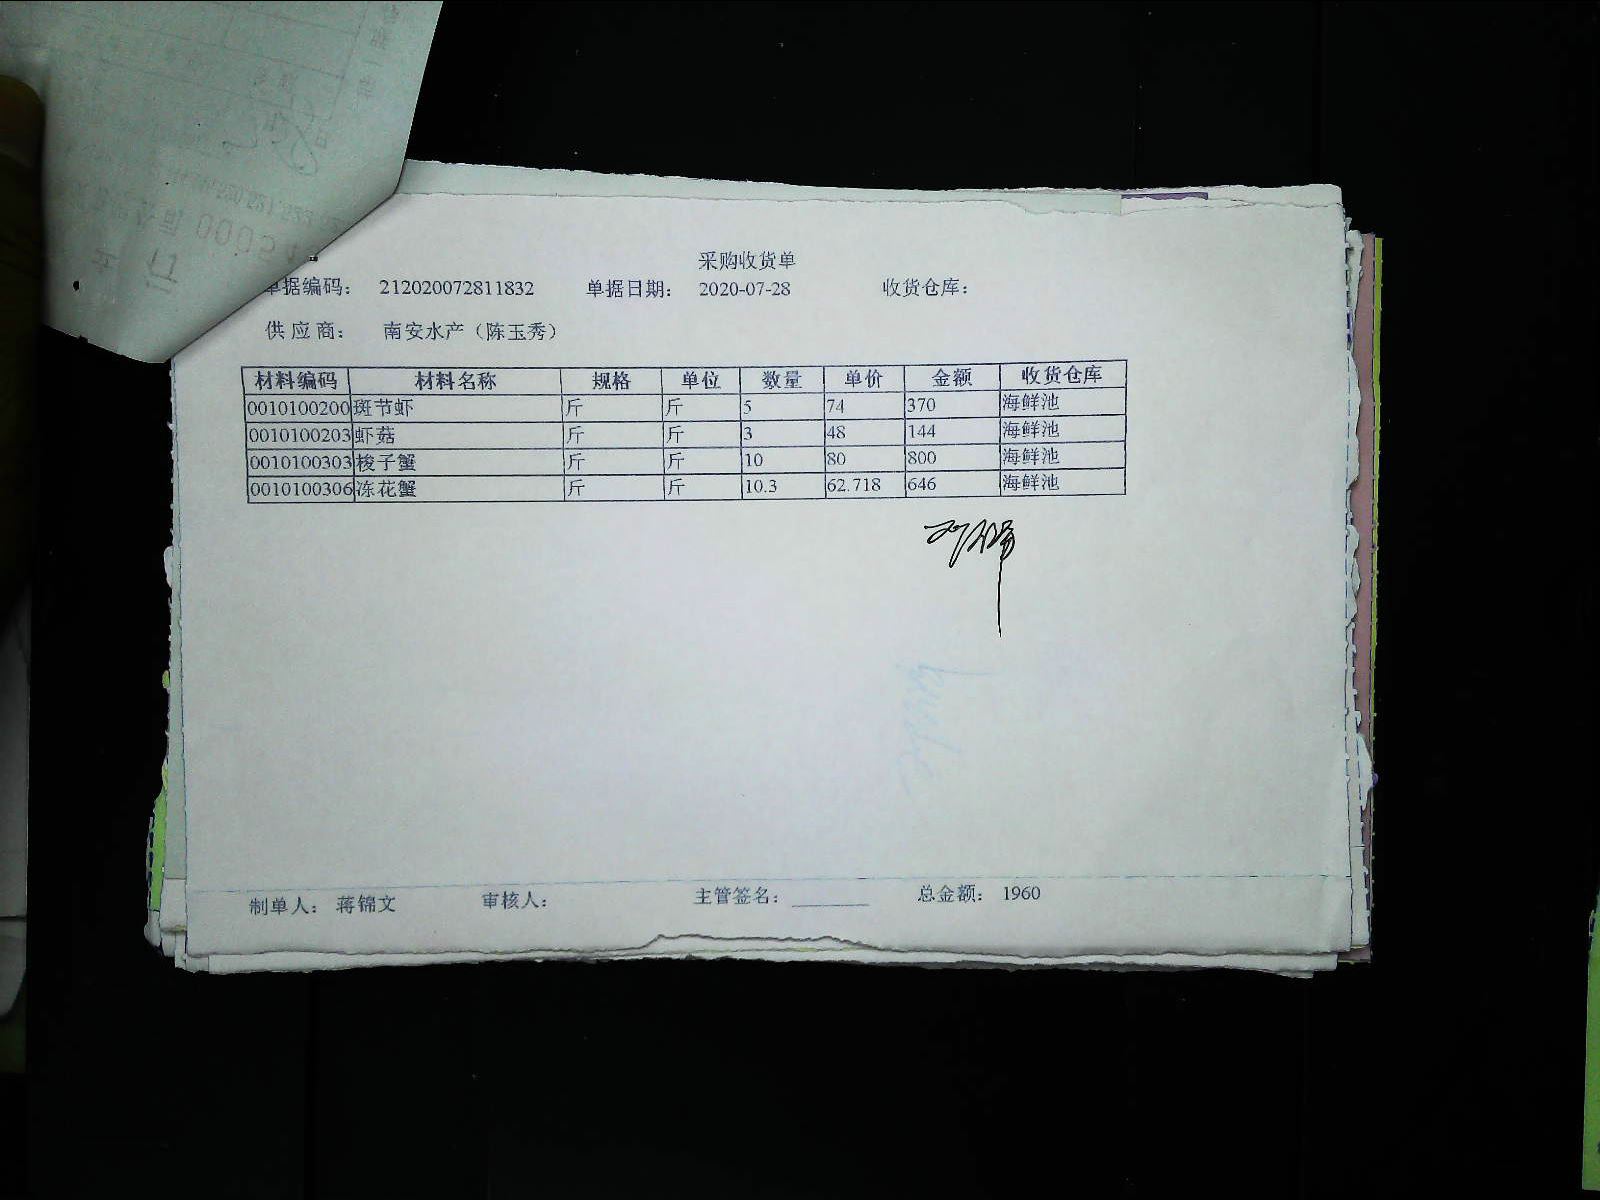 采购收货单
单据编码： 212020072811832 单据日期： 2020-07-28 收货仓库：
供应商： 南安水产（陈玉秀）
材料编码 材料名称 规格 单位 数量 单价 金额 收货仓库
0010100200 斑节虾 斤 斤 5 74 370 海鲜池
0010100203 虾菇 斤 斤 3 48 144 海鲜池
0010100303 梭子蟹 斤 斤 10 80 800 海鲜池
0010100306 冻花蟹 斤 斤 10.3 62.718 646 海鲜池
制单人： 蒋锦文 审核人： 主管签名： 总金额： 1960